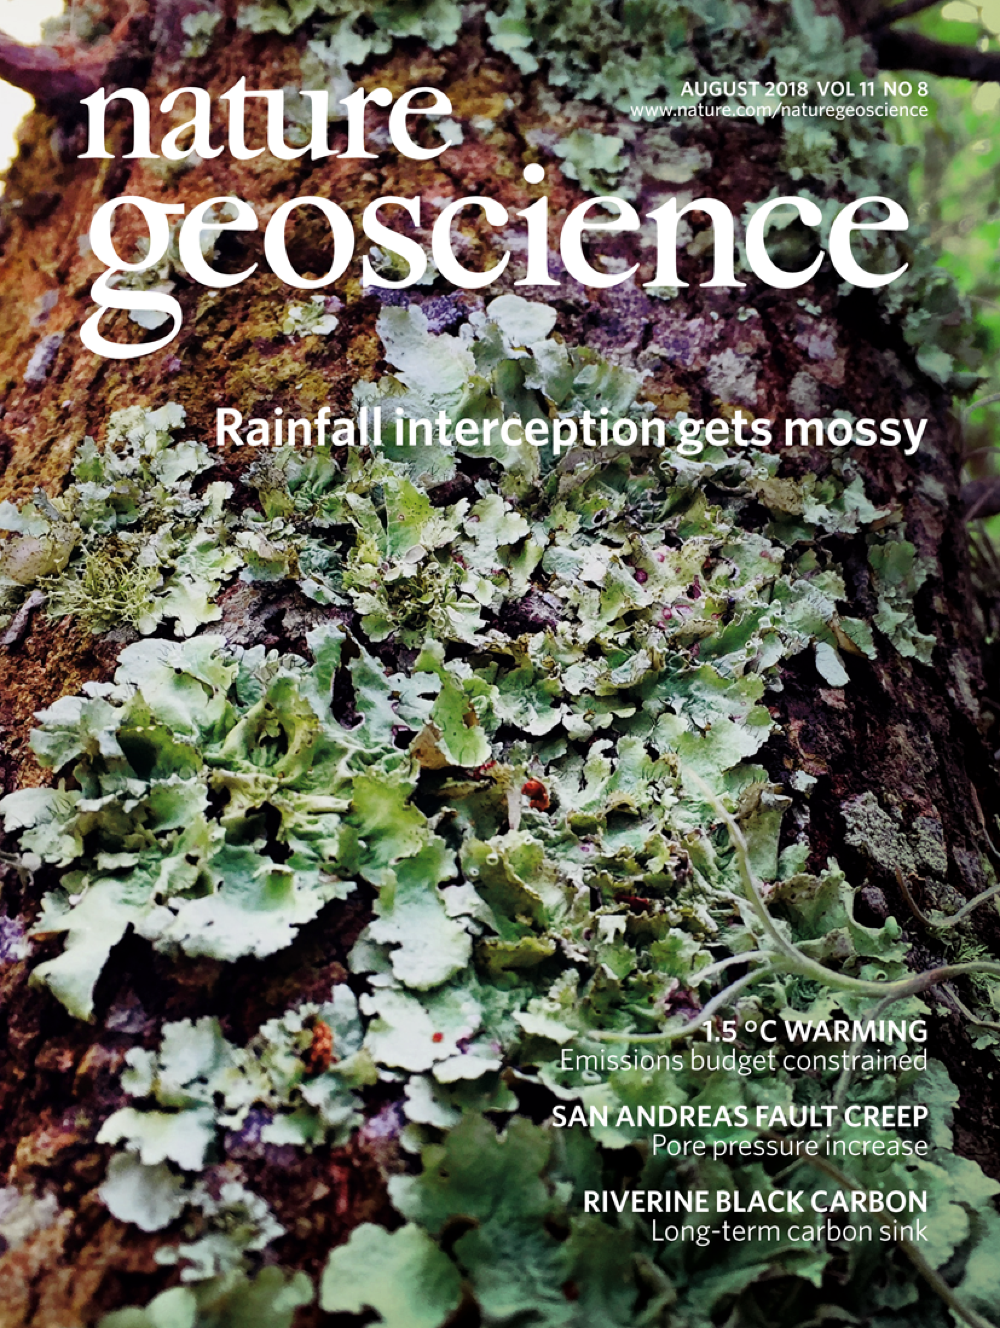 nature
geoscience
AUGUST 2018 VOL 11 NO 8
www.nature.com/naturegeoscience
Rainfall interception gets mossy
1.5 ºC WARMING
Emissions budget constrained
SAN ANDREAS FAULT CREEP
Pore pressure increase
RIVERINE BLACK CARBON
Long-term carbon sink